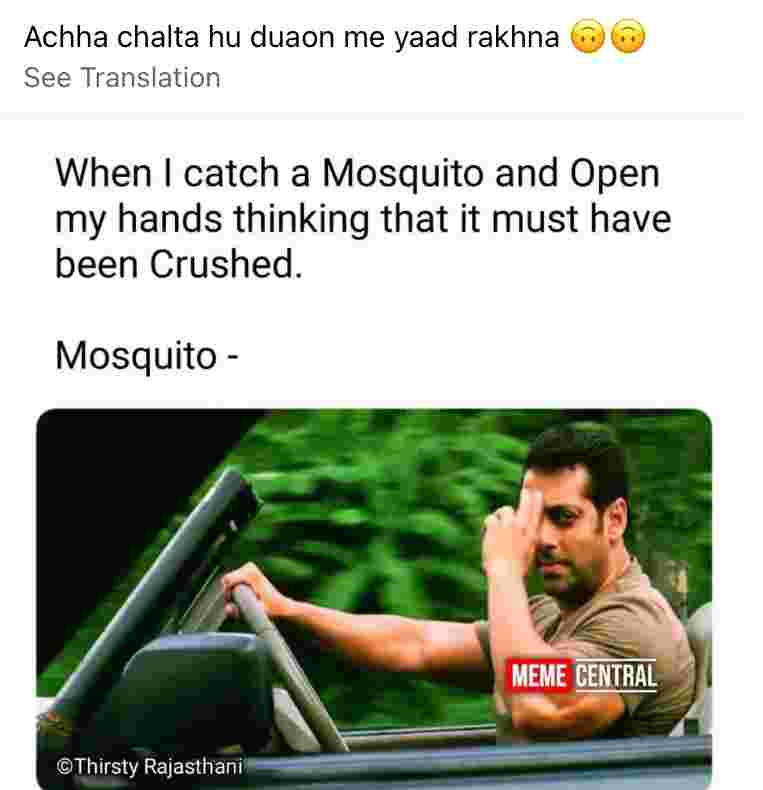 Achha chalta hu duaon me yaad rakhna 🙃🙃
See Translation
When I catch a Mosquito and Open
my hands thinking that it must have
been Crushed.
Mosquito -
MEME CENTRAL
©Thirsty Rajasthani